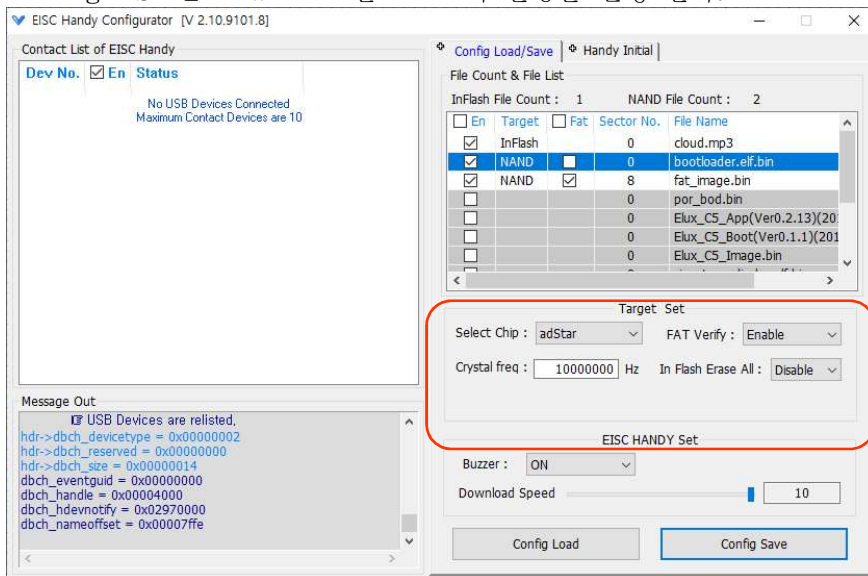 EISC Handy Configurator [V 2.10.9101.8]
Contact List of EISC Handy
Dev No. En Status
No USB Devices Connected
Maximum Contact Devices are 10
Message Out
USB Devices are relisted,
hdr->dbch_devicetype = 0x00000002
hdr->dbch_reserved = 0x00000000
hdr->dbch_size = 0x00000014
dbch_eventguid = 0x00000000
dbch_handle = 0x00004000
dbch_hdevnotify = 0x02970000
dbch_nameoffset = 0x00007ffe
Config Load/Save Handy Initial
File Count & File List
InFlash File Count : 1 NAND File Count : 2
En Target Fat Sector No. File Name
InFlash 0 cloud.mp3
NAND 0 bootloader.elf.bin
NAND 8 fat_image.bin
0 por_bod.bin
0 Elux_C5_App(Ver0.2.13)(20
0 Elux_C5_Boot(Ver0.1.1)(201
0 Elux_C5_Image.bin
Target Set
Select Chip : adStar FAT Verify : Enable
Crystal freq : 10000000 Hz In Flash Erase All : Disable
EISC HANDY Set
Buzzer : ON
Download Speed 10
Config Load Config Save